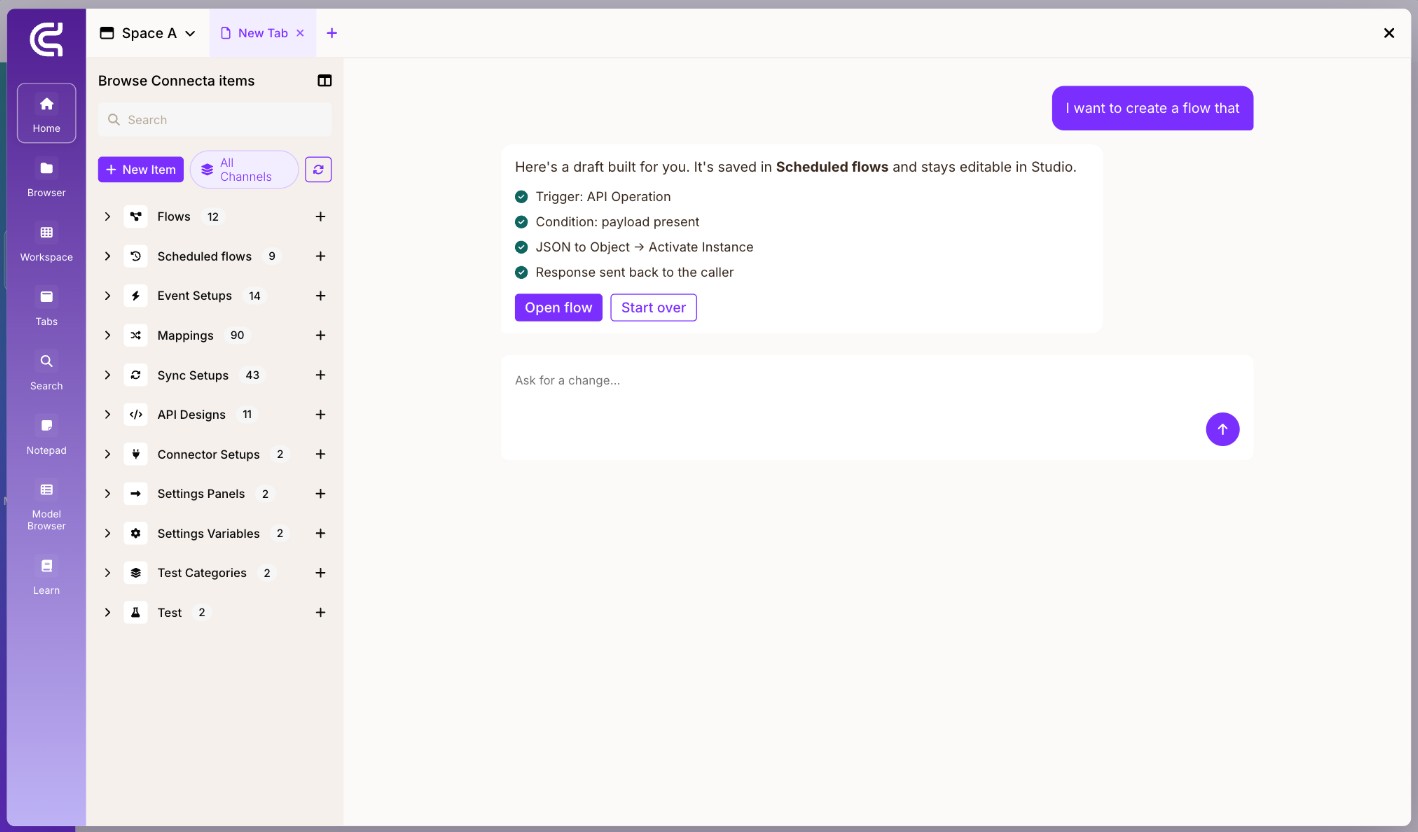 Space A
New Tab
Browse Connecta items
Search
New Item
All
Channels
Flows 12
Scheduled flows 9
Event Setups 14
Mappings 90
Sync Setups 43
API Designs 11
Connector Setups 2
Settings Panels 2
Settings Variables 2
Test Categories 2
Test 2
Home
Browser
Workspace
Tabs
Search
Notepad
Model
Browser
Learn
I want to create a flow that
Here's a draft built for you. It's saved in Scheduled flows and stays editable in Studio.
Trigger: API Operation
Condition: payload present
JSON to Object → Activate Instance
Response sent back to the caller
Open flow
Start over
Ask for a change...